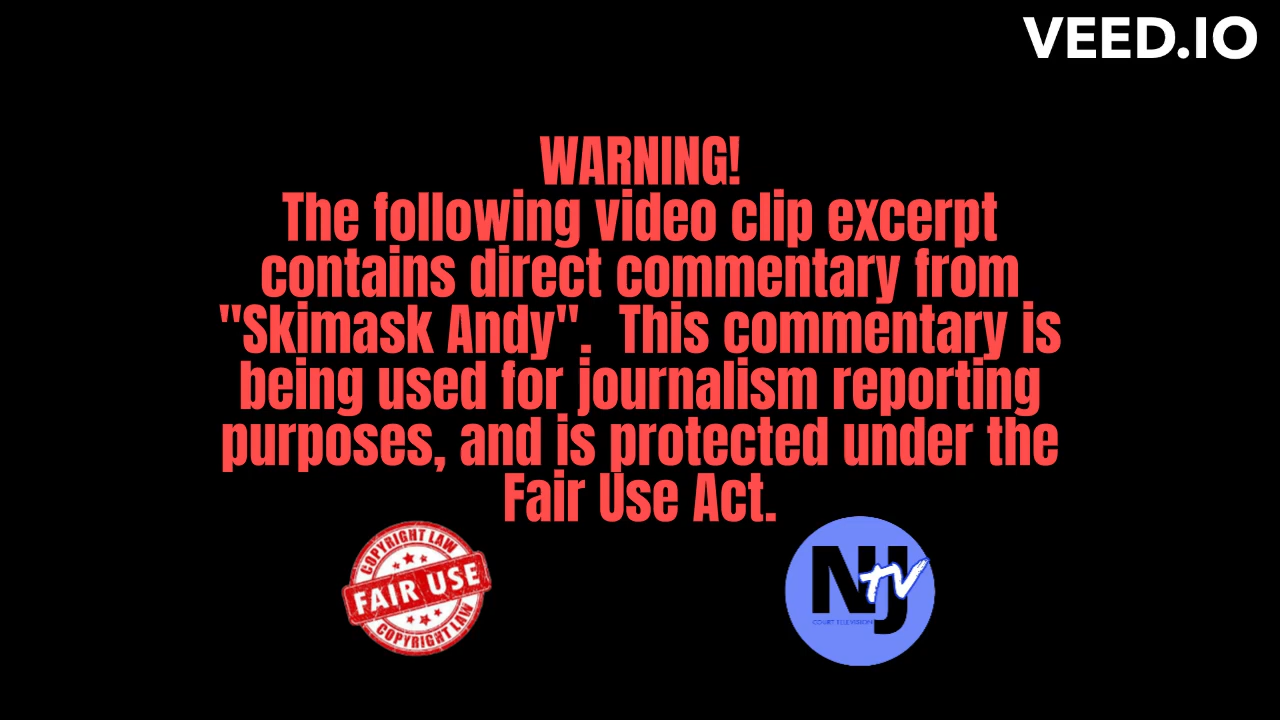 VEED.IO
WARNING!
The following video clip excerpt
contains direct commentary from
"Skimask Andy".  This commentary is
being used for journalism reporting
purposes, and is protected under the
Fair Use Act.
COPYRIGHT LAW
FAIR USE
COPYRIGHT LAW
NJ
TV
COURT TELEVISION